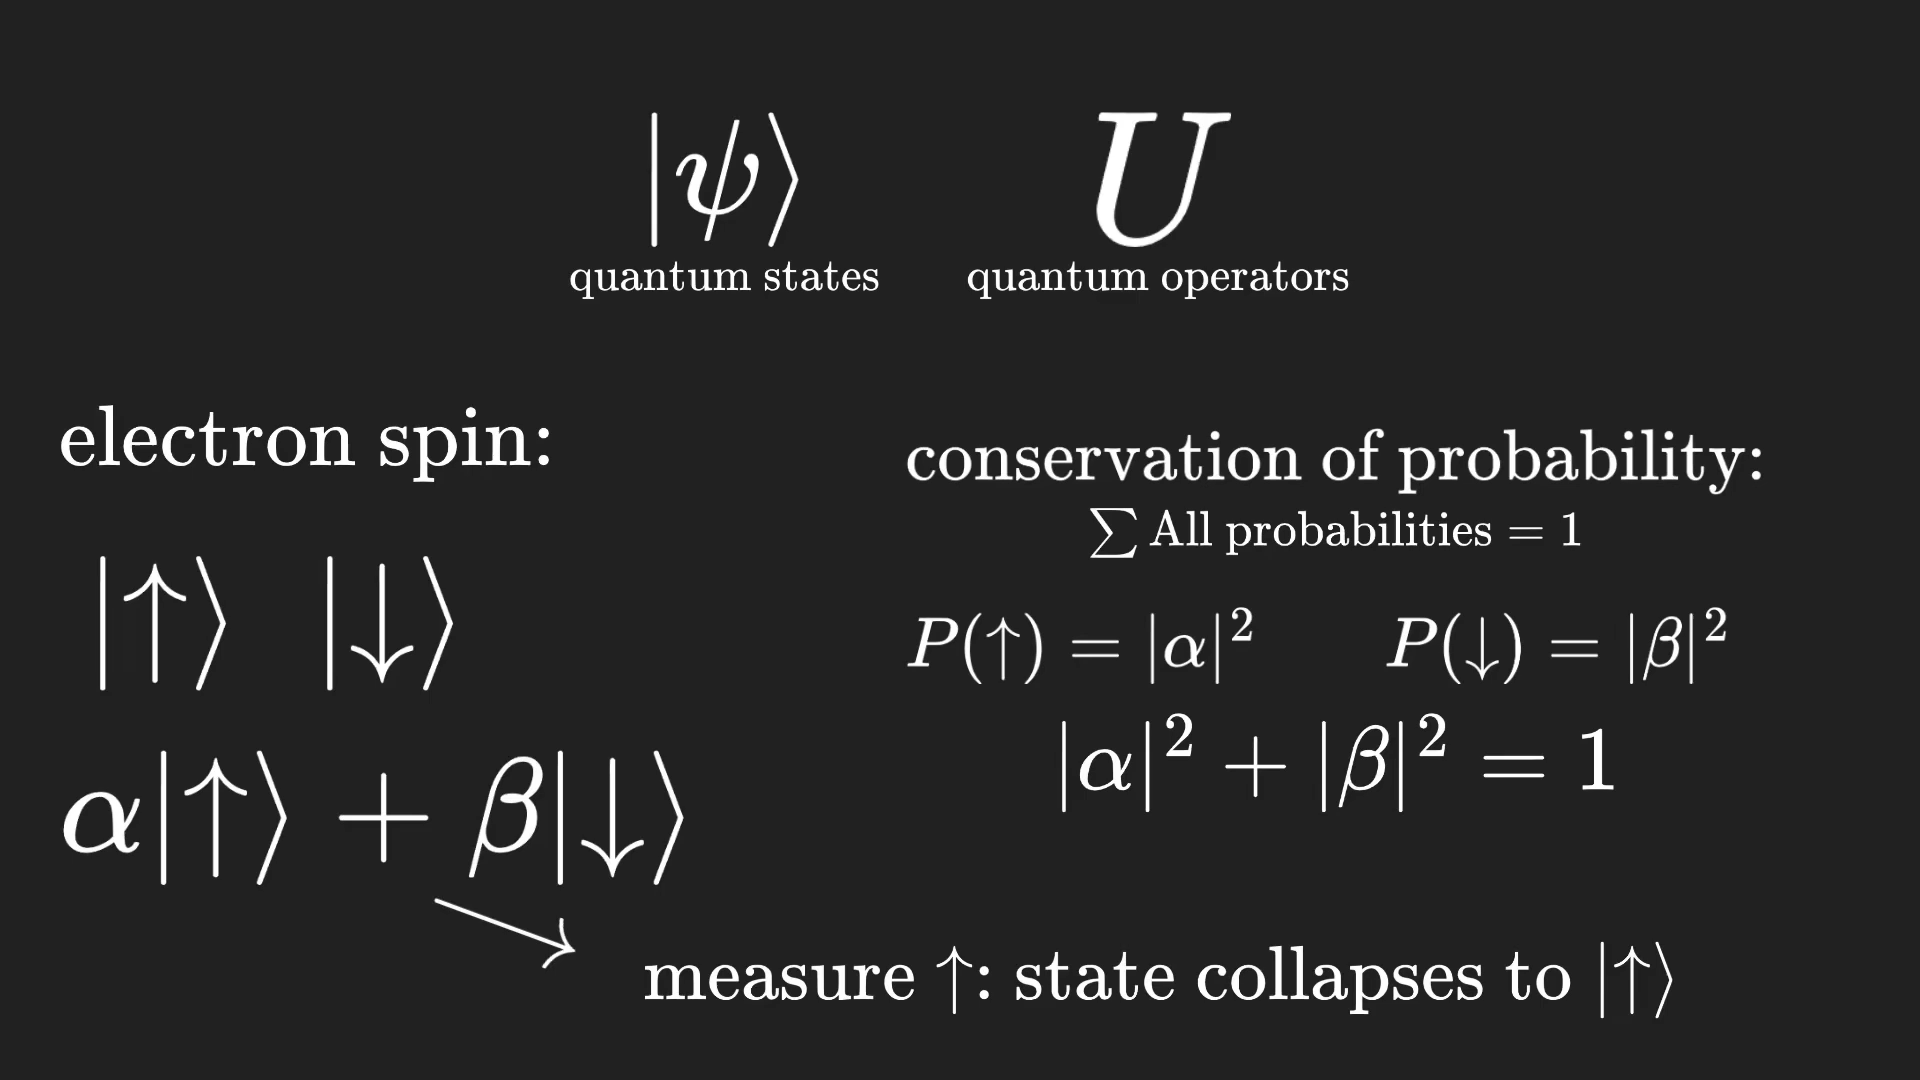 |ψ⟩ U
quantum states quantum operators
electron spin:
|↑⟩ |↓⟩
α|↑⟩ + β|↓⟩
conservation of probability:
∑ All probabilities = 1
P(↑) = |α|² P(↓) = |β|²
|α|² + |β|² = 1
measure ↑: state collapses to |↑⟩